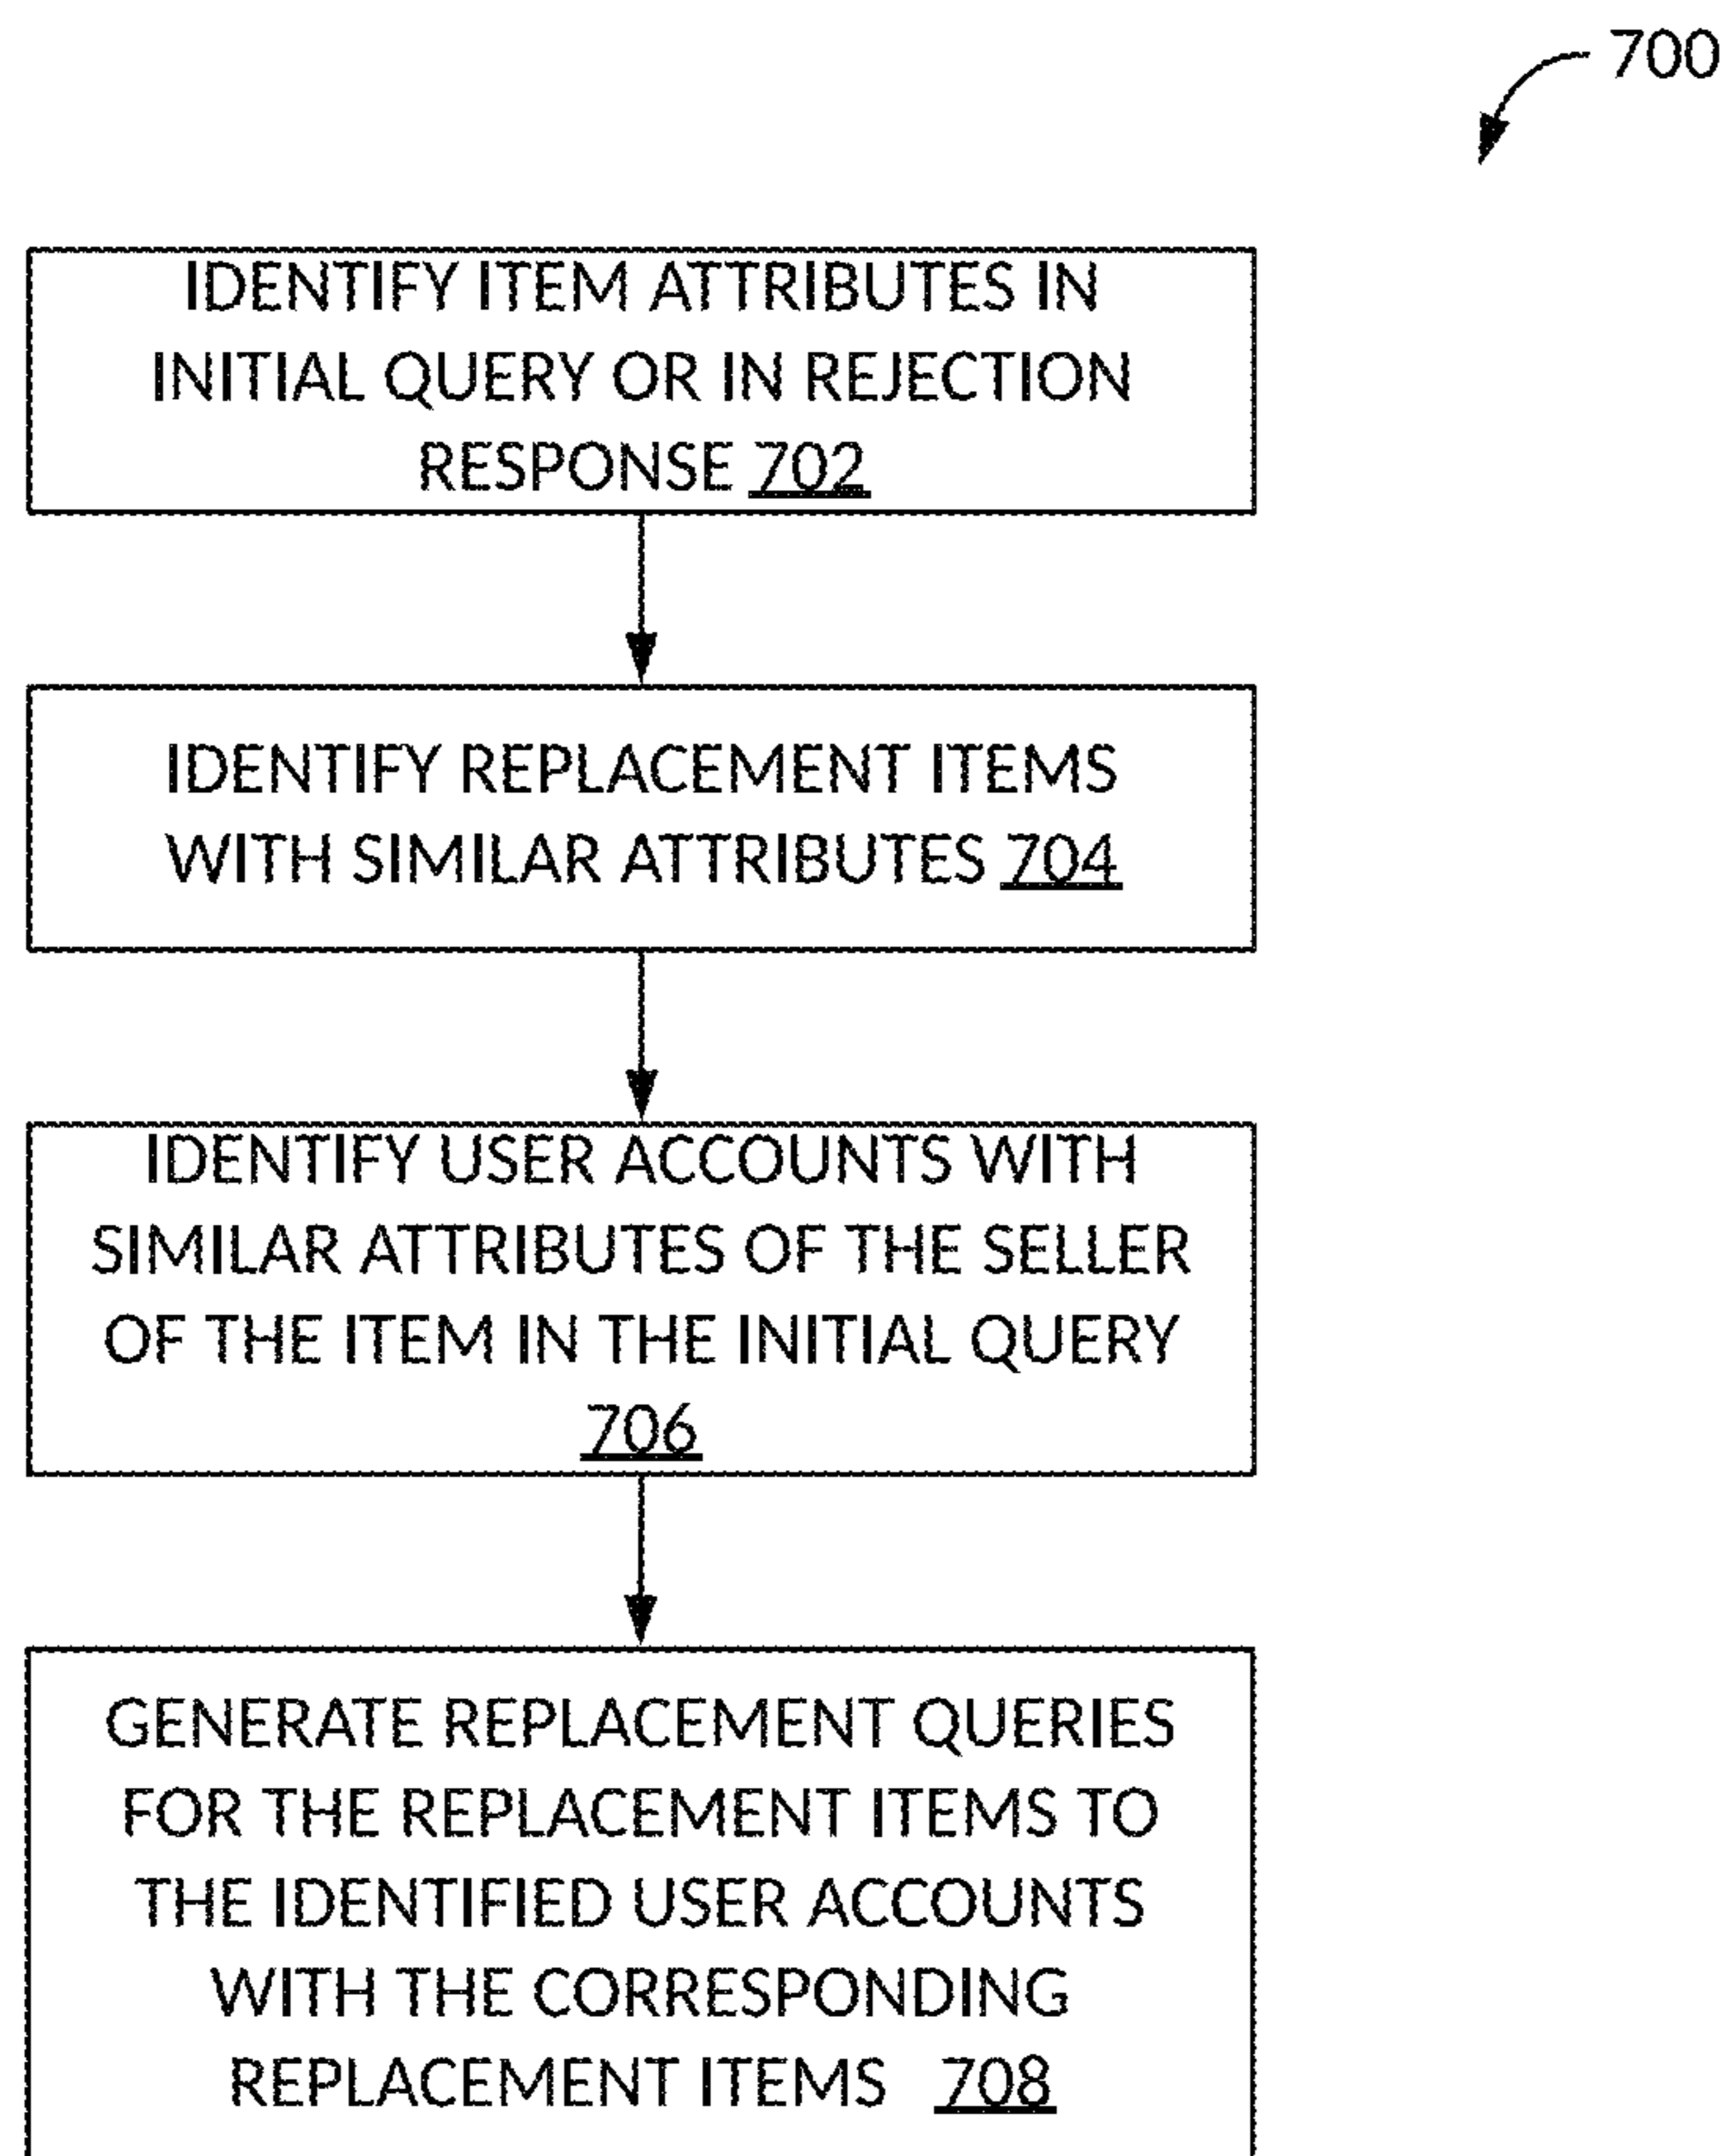 700
IDENTIFY ITEM ATTRIBUTES IN
INITIAL QUERY OR IN REJECTION
RESPONSE 702
IDENTIFY REPLACEMENT ITEMS
WITH SIMILAR ATTRIBUTES 704
IDENTIFY USER ACCOUNTS WITH
SIMILAR ATTRIBUTES OF THE SELLER
OF THE ITEM IN THE INITIAL QUERY
706
GENERATE REPLACEMENT QUERIES
FOR THE REPLACEMENT ITEMS TO
THE IDENTIFIED USER ACCOUNTS
WITH THE CORRESPONDING
REPLACEMENT ITEMS 708